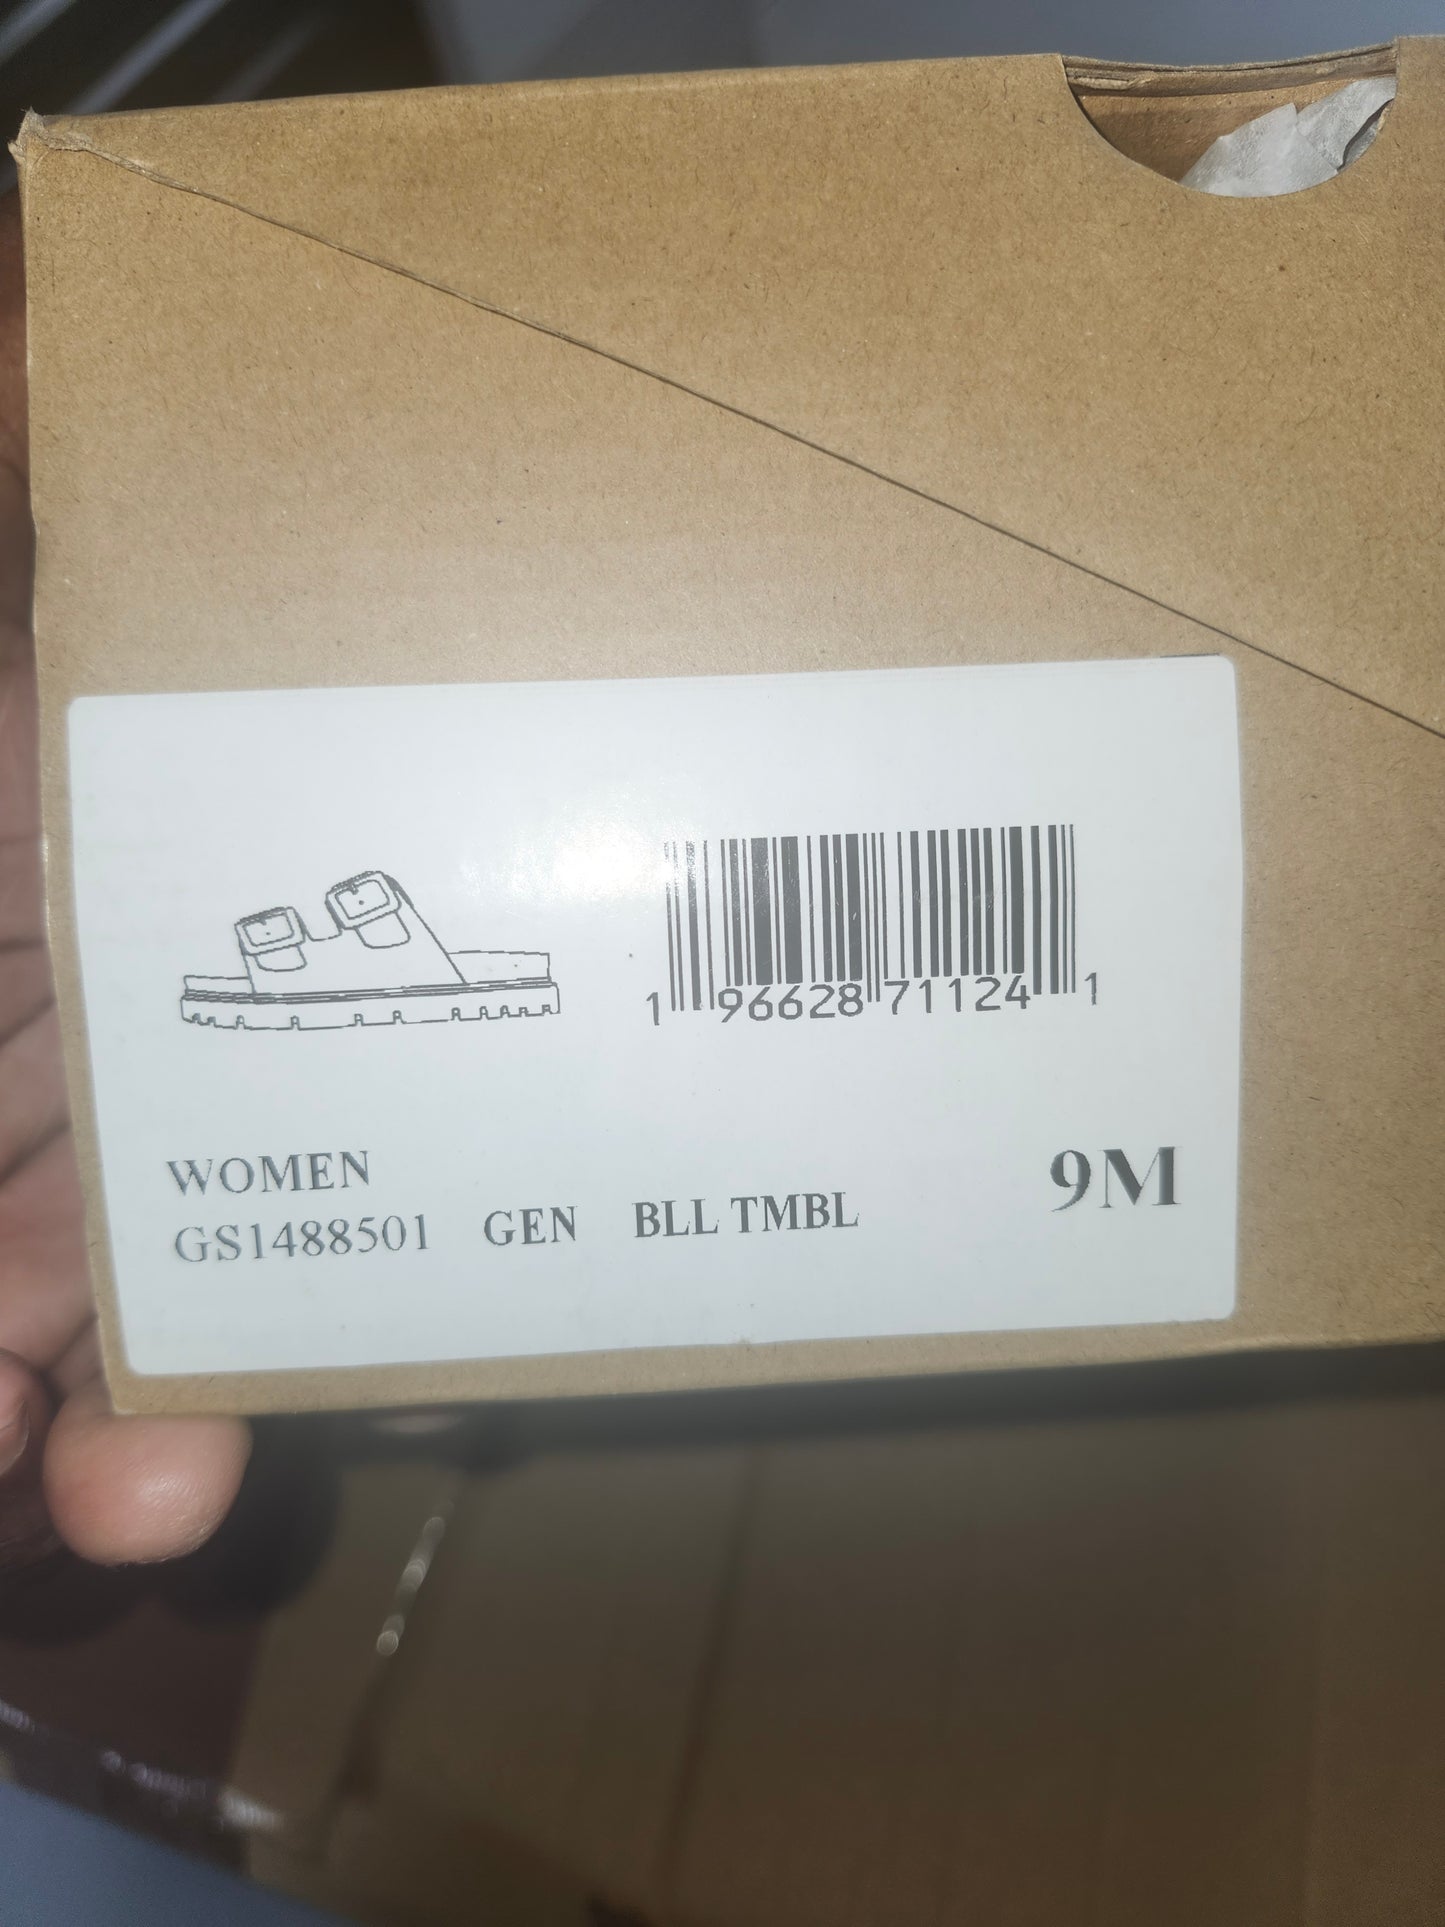 1 96628 71124 1
WOMEN
GS1488501 GEN BLL TMBL 9M